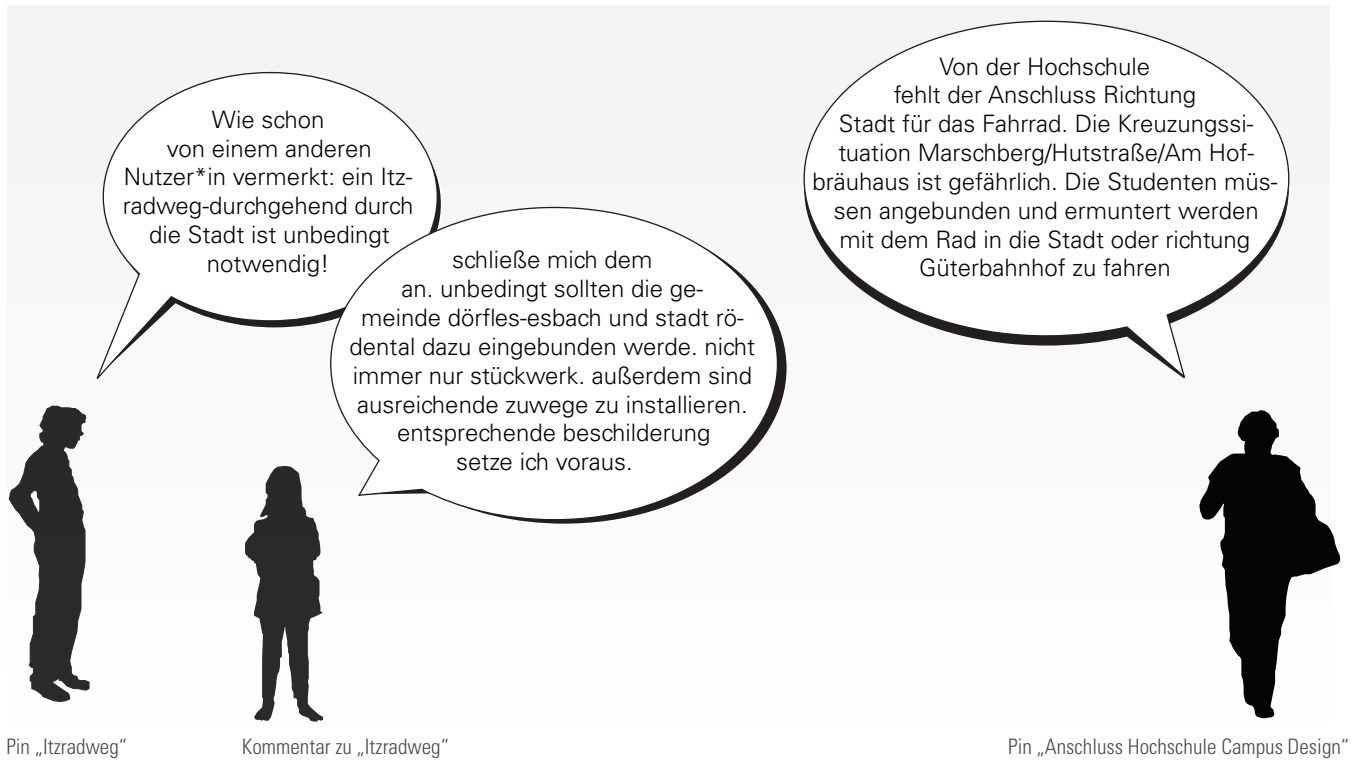 Wie schon
von einem anderen
Nutzer*in vermerkt: ein Itz-
radweg-durchgehend durch
die Stadt ist unbedingt
notwendig!
schließe mich dem
an. unbedingt sollten die ge-
meinde dörfles-esbach und stadt rö-
dental dazu eingebunden werde. nicht
immer nur stückwerk. außerdem sind
ausreichende zuwege zu installieren.
entsprechende beschilderung
setze ich voraus.
Von der Hochschule
fehlt der Anschluss Richtung
Stadt für das Fahrrad. Die Kreuzungssi-
tuation Marschberg/Hutstraße/Am Hof-
bräuhaus ist gefährlich. Die Studenten müs-
sen angebunden und ermuntert werden
mit dem Rad in die Stadt oder richtung
Güterbahnhof zu fahren
Pin „Itzradweg“
Kommentar zu „Itzradweg“
Pin „Anschluss Hochschule Campus Design“